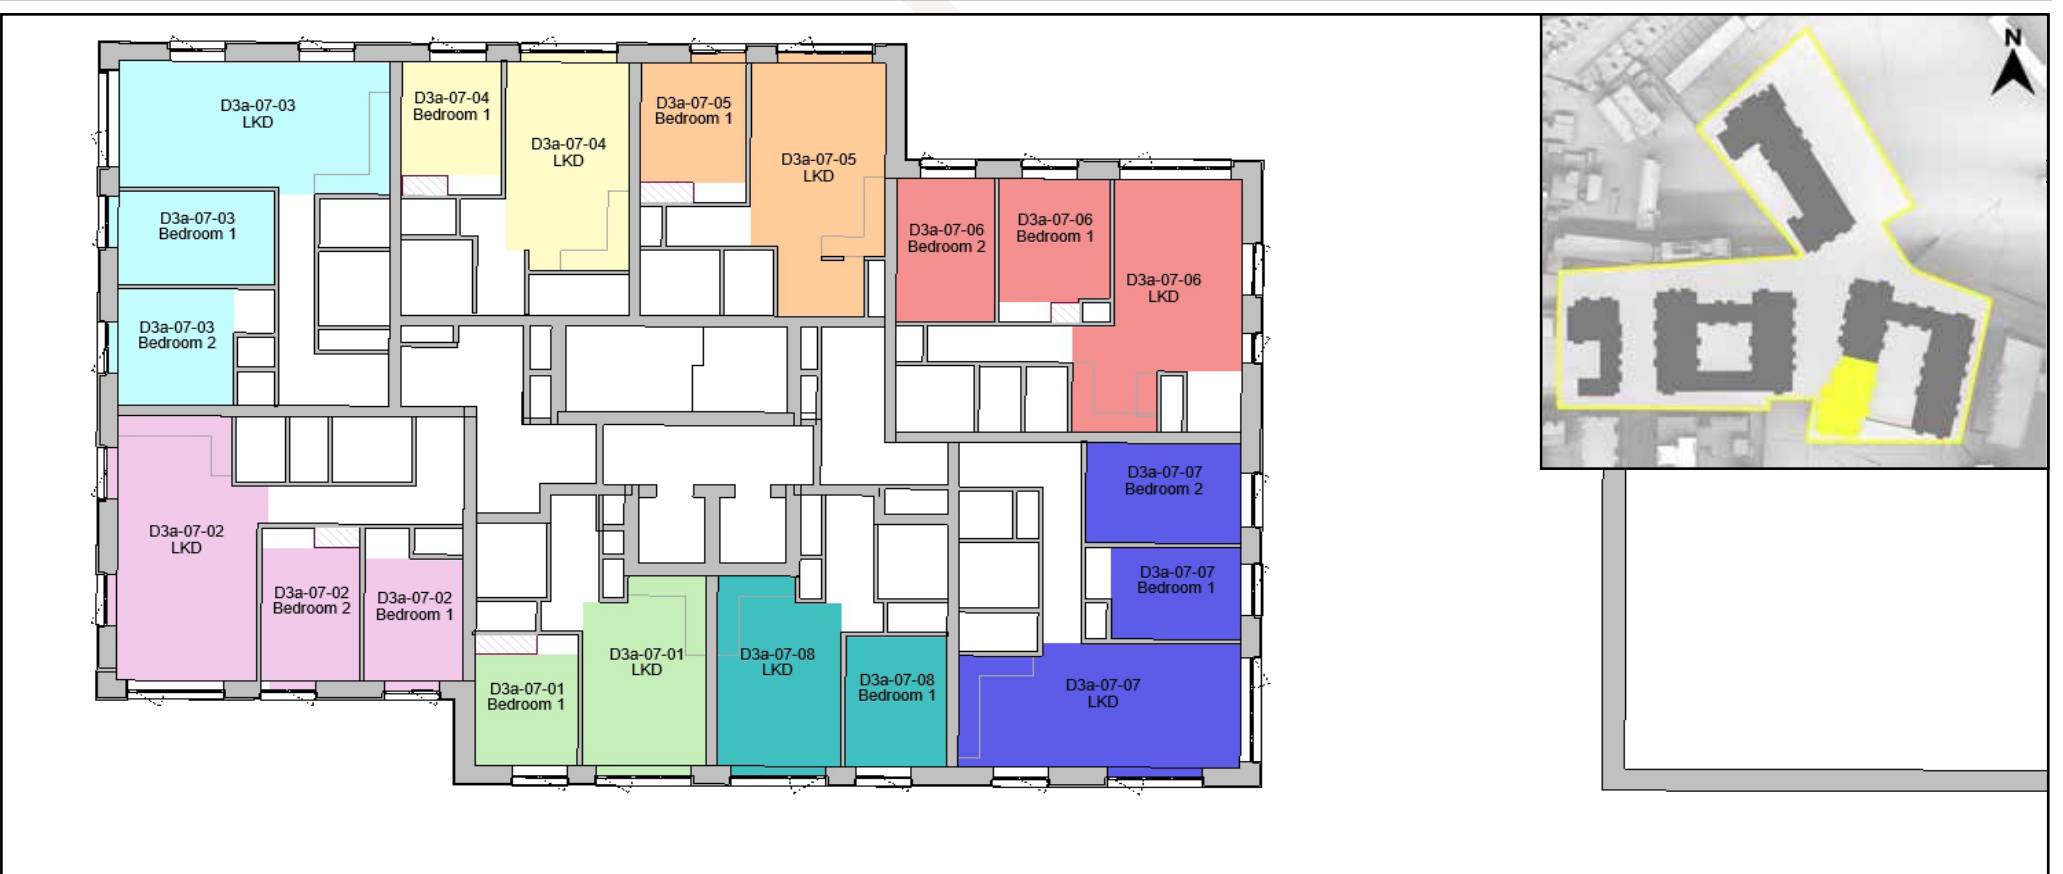 N
D3a-07-03
LKD
D3a-07-04
Bedroom 1
D3a-07-04
LKD
D3a-07-05
Bedroom 1
D3a-07-05
LKD
D3a-07-03
Bedroom 1
D3a-07-06
Bedroom 2
D3a-07-06
Bedroom 1
D3a-07-06
LKD
D3a-07-03
Bedroom 2
D3a-07-02
LKD
D3a-07-02
Bedroom 2
D3a-07-02
Bedroom 1
D3a-07-07
Bedroom 2
D3a-07-07
Bedroom 1
D3a-07-01
Bedroom 1
D3a-07-01
LKD
D3a-07-08
LKD
D3a-07-08
Bedroom 1
D3a-07-07
LKD